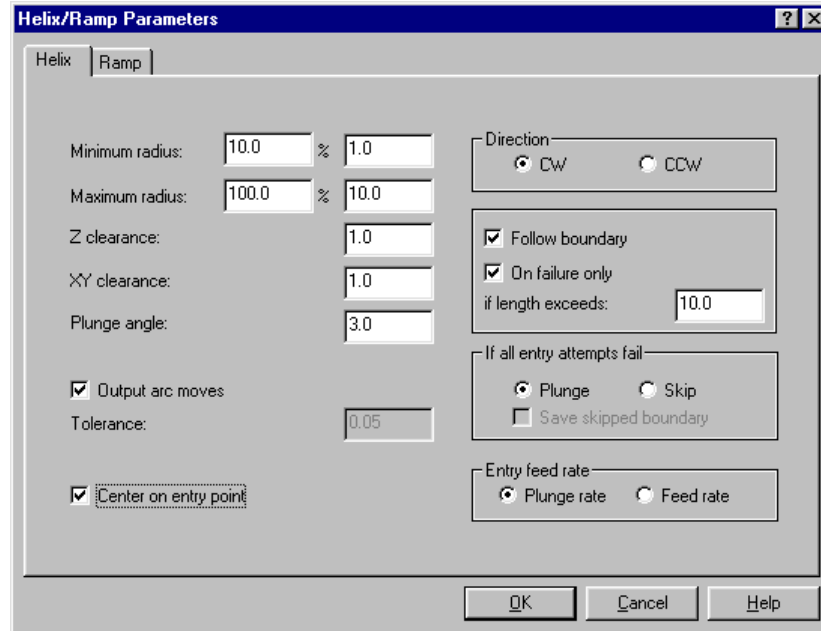 Helix/Ramp Parameters
Helix Ramp
Minimum radius: 10.0 % 1.0
Maximum radius: 100.0 % 10.0
Z clearance: 1.0
XY clearance: 1.0
Plunge angle: 3.0
Output arc moves
Tolerance: 0.05
Center on entry point
Direction
CW CCW
Follow boundary
On failure only
if length exceeds: 10.0
If all entry attempts fail
Plunge Skip
Save skipped boundary
Entry feed rate
Plunge rate Feed rate
OK Cancel Help